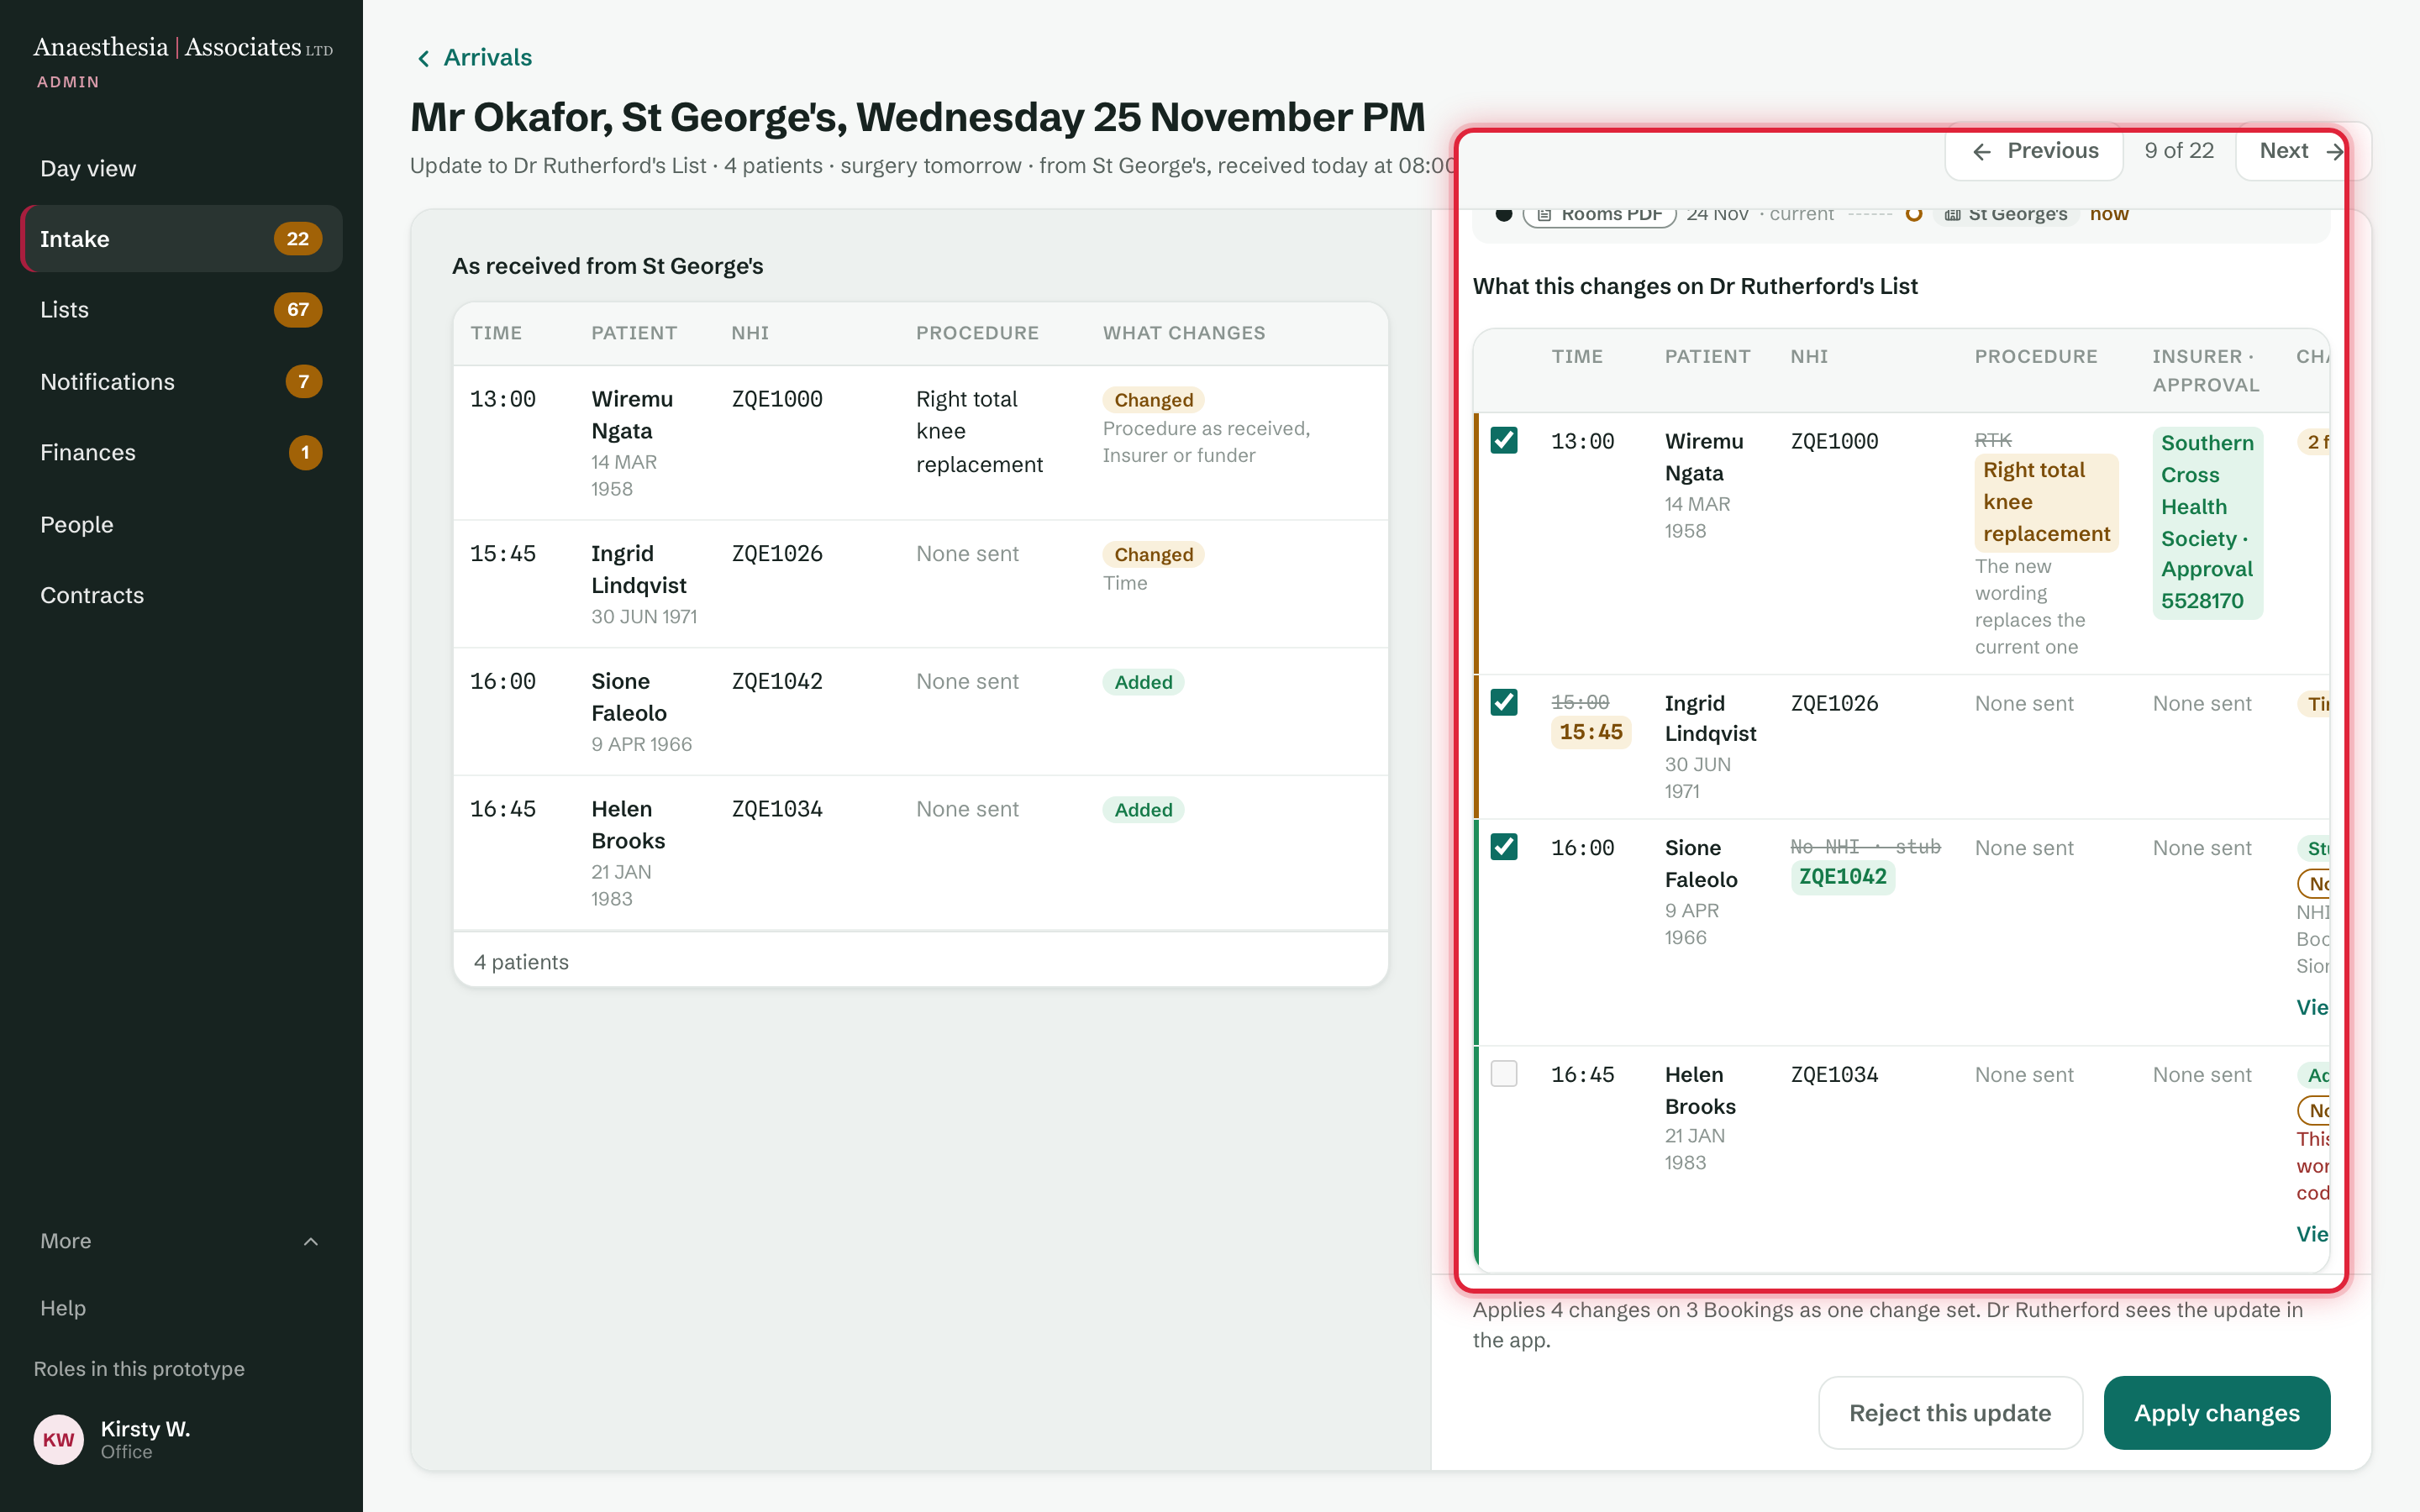 Anaesthesia | Associates LTD
ADMIN
Day view
Intake 22
Lists 67
Notifications 7
Finances 1
People
Contracts
More
Help
Roles in this prototype
KW
Kirsty W.
Office
Arrivals
Mr Okafor, St George's, Wednesday 25 November PM
Update to Dr Rutherford's List · 4 patients · surgery tomorrow · from St George's, received today at 08:00
Previous
9 of 22
Next
As received from St George's
TIME PATIENT NHI PROCEDURE WHAT CHANGES
13:00
Wiremu
Ngata
14 MAR
1958
ZQE1000
Right total
knee
replacement
Changed
Procedure as received,
Insurer or funder
15:45
Ingrid
Lindqvist
30 JUN 1971
ZQE1026
None sent
Changed
Time
16:00
Sione
Faleolo
9 APR 1966
ZQE1042
None sent
Added
16:45
Helen
Brooks
21 JAN
1983
ZQE1034
None sent
Added
4 patients
Rooms PDF 24 Nov · current St George's now
What this changes on Dr Rutherford's List
TIME PATIENT NHI PROCEDURE INSURER ·
APPROVAL
13:00
Wiremu
Ngata
14 MAR
1958
ZQE1000
RTK
Right total
knee
replacement
The new
wording
replaces the
current one
Southern
Cross
Health
Society ·
Approval
5528170
15:00
15:45
Ingrid
Lindqvist
30 JUN
1971
ZQE1026
None sent
None sent
16:00
Sione
Faleolo
9 APR
1966
No NHI · stub
ZQE1042
None sent
None sent
NHI
16:45
Helen
Brooks
21 JAN
1983
ZQE1034
None sent
None sent
Applies 4 changes on 3 Bookings as one change set. Dr Rutherford sees the update in
the app.
Reject this update
Apply changes